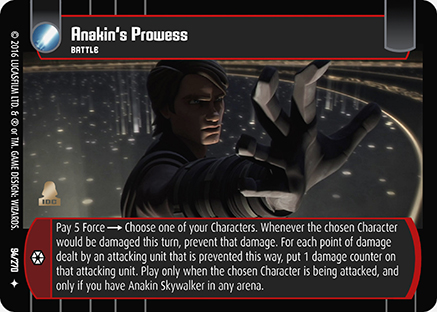 Anakin's Prowess
BATTLE
© 2016 LUCASFILM LTD. & ® or TM. GAME DESIGN: WIZARDS.
94/270
IDC
Pay 5 Force → Choose one of your Characters. Whenever the chosen Character
would be damaged this turn, prevent that damage. For each point of damage
dealt by an attacking unit that is prevented this way, put 1 damage counter on
that attacking unit. Play only when the chosen Character is being attacked, and
only if you have Anakin Skywalker in any arena.